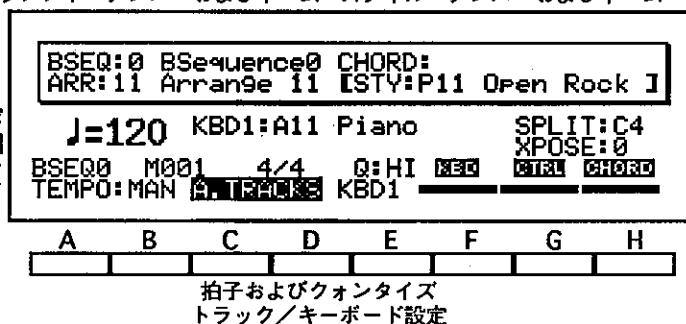 BSEQ:0 BSequence0 CHORD:
ARR:11 Arrange 11 [STY:P11 Open Rock ]
♩=120 KBD1:A11 Piano SPLIT:C4
XPOSE:0
BSEQ0 M001 4/4 Q:HI KBD CTRL CHORD
TEMPO:MAN A.TRACKS KBD1
A B C D E F G H
拍子およびクォンタイズ
トラック/キーボード設定